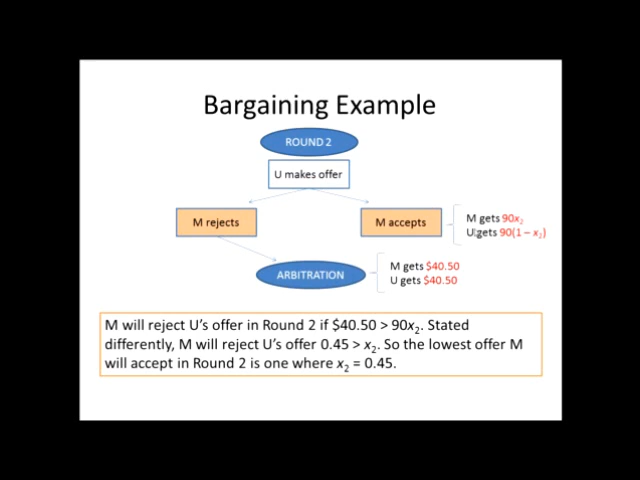 Bargaining Example
ROUND 2
U makes offer
M rejects
M accepts
M gets 90x₂
U gets 90(1 – x₂)
ARBITRATION
M gets $40.50
U gets $40.50
M will reject U's offer in Round 2 if $40.50 > 90x₂. Stated
differently, M will reject U's offer 0.45 > x₂. So the lowest offer M
will accept in Round 2 is one where x₂ = 0.45.